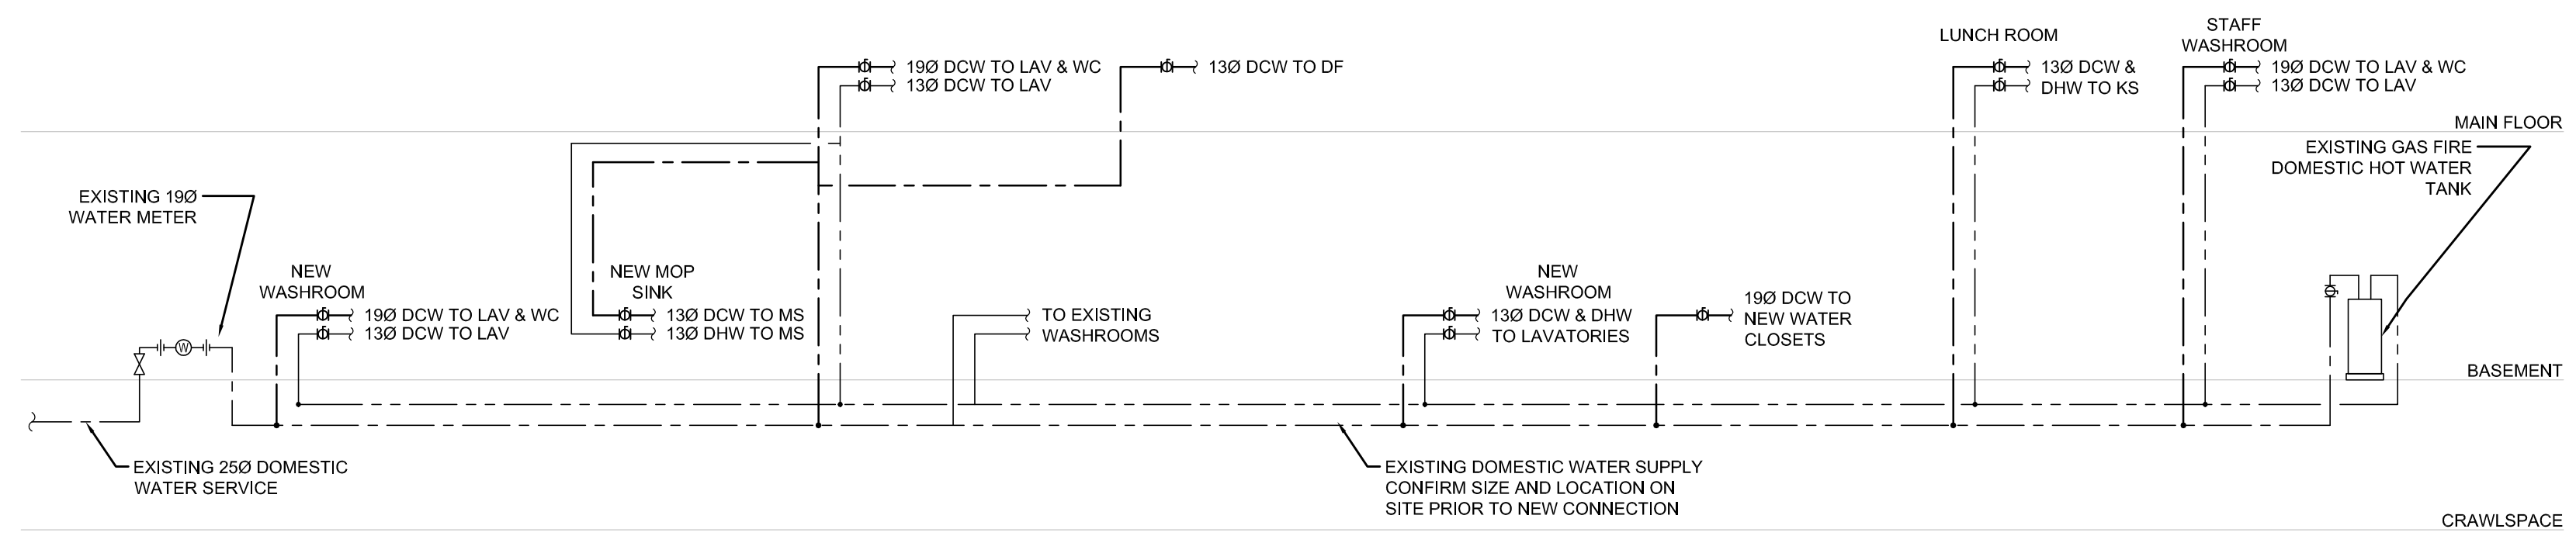 LUNCH ROOM
STAFF
WASHROOM
19Ø DCW TO LAV & WC
13Ø DCW TO LAV
13Ø DCW TO DF
13Ø DCW &
DHW TO KS
19Ø DCW TO LAV & WC
13Ø DCW TO LAV
MAIN FLOOR
EXISTING GAS FIRE
DOMESTIC HOT WATER
TANK
EXISTING 19Ø
WATER METER
NEW
WASHROOM
19Ø DCW TO LAV & WC
13Ø DCW TO LAV
NEW MOP
SINK
13Ø DCW TO MS
13Ø DHW TO MS
TO EXISTING
WASHROOMS
NEW
WASHROOM
13Ø DCW & DHW
TO LAVATORIES
19Ø DCW TO
NEW WATER
CLOSETS
W
BASEMENT
EXISTING 25Ø DOMESTIC
WATER SERVICE
EXISTING DOMESTIC WATER SUPPLY
CONFIRM SIZE AND LOCATION ON
SITE PRIOR TO NEW CONNECTION
CRAWLSPACE